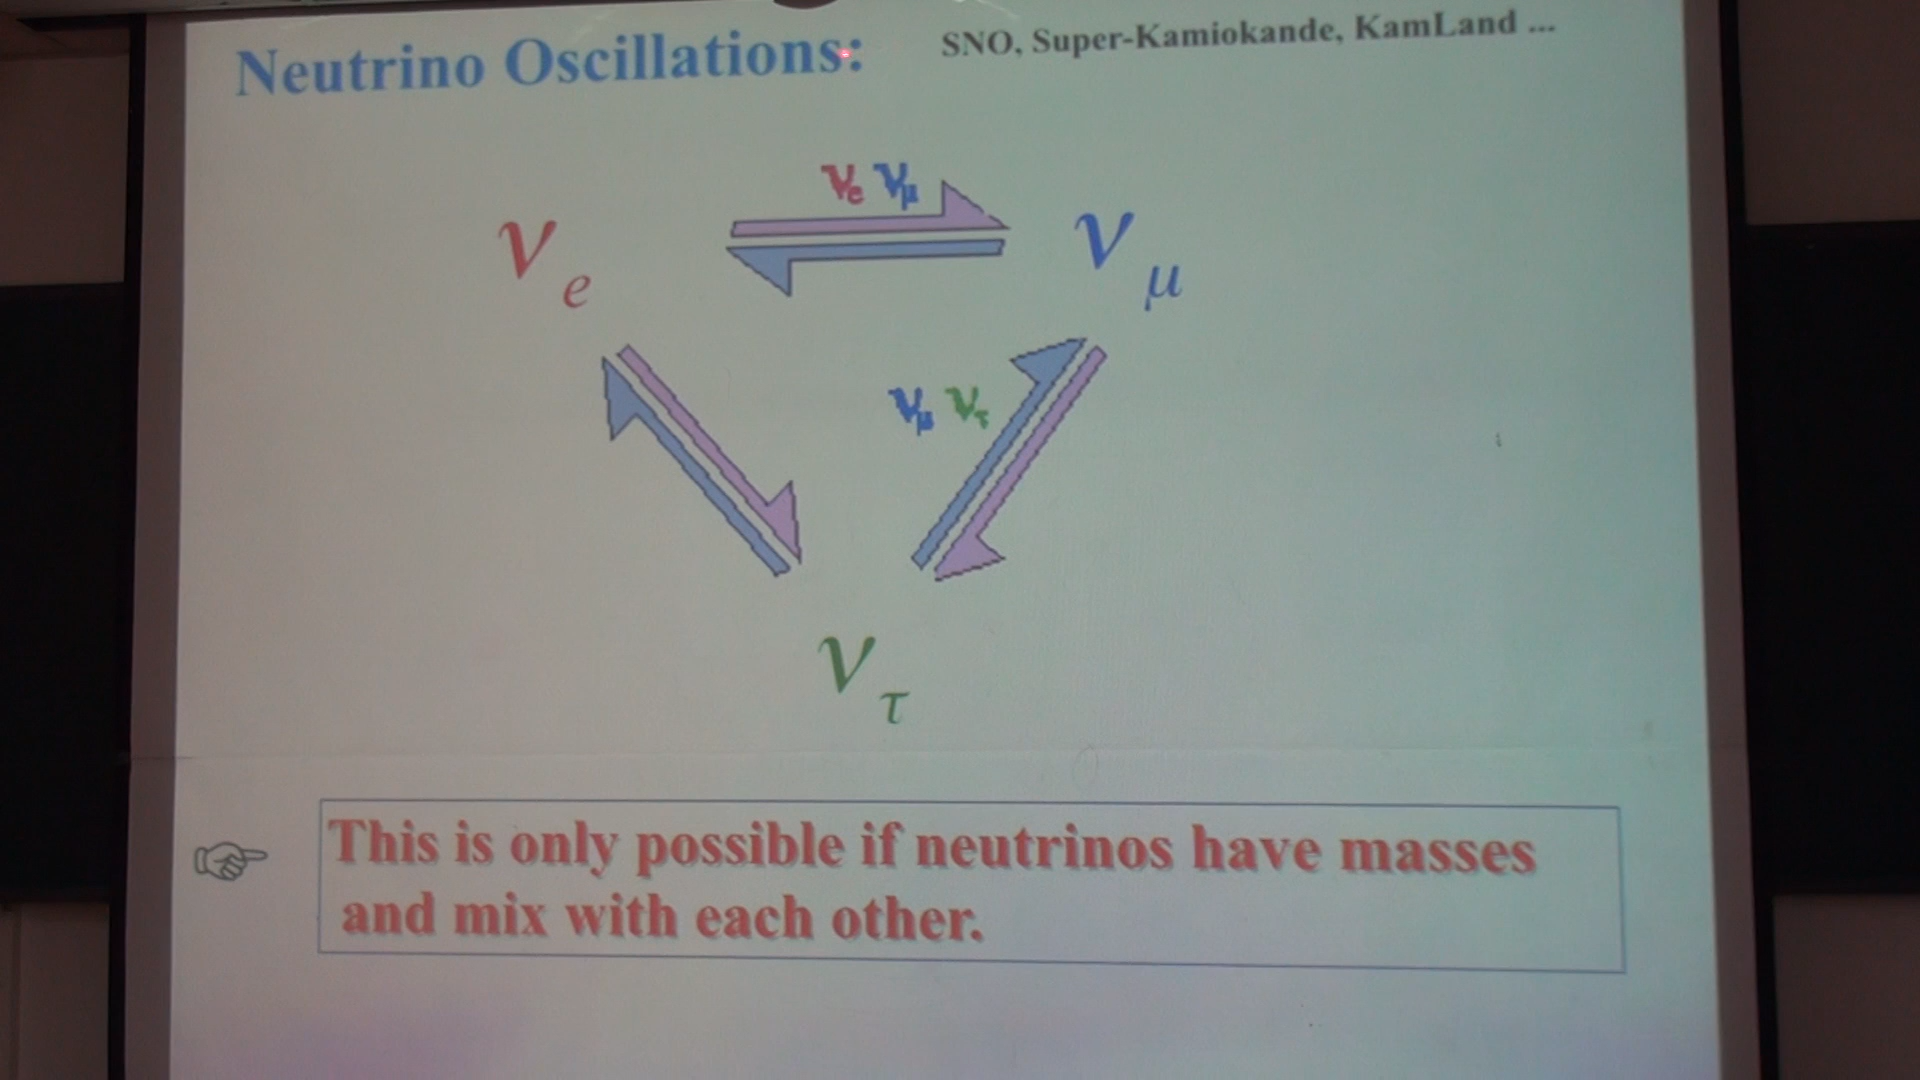 Neutrino Oscillations: SNO, Super-Kamiokande, KamLand ...
νe νμ
νe
νμ
νμ ντ
ντ
This is only possible if neutrinos have masses
and mix with each other.